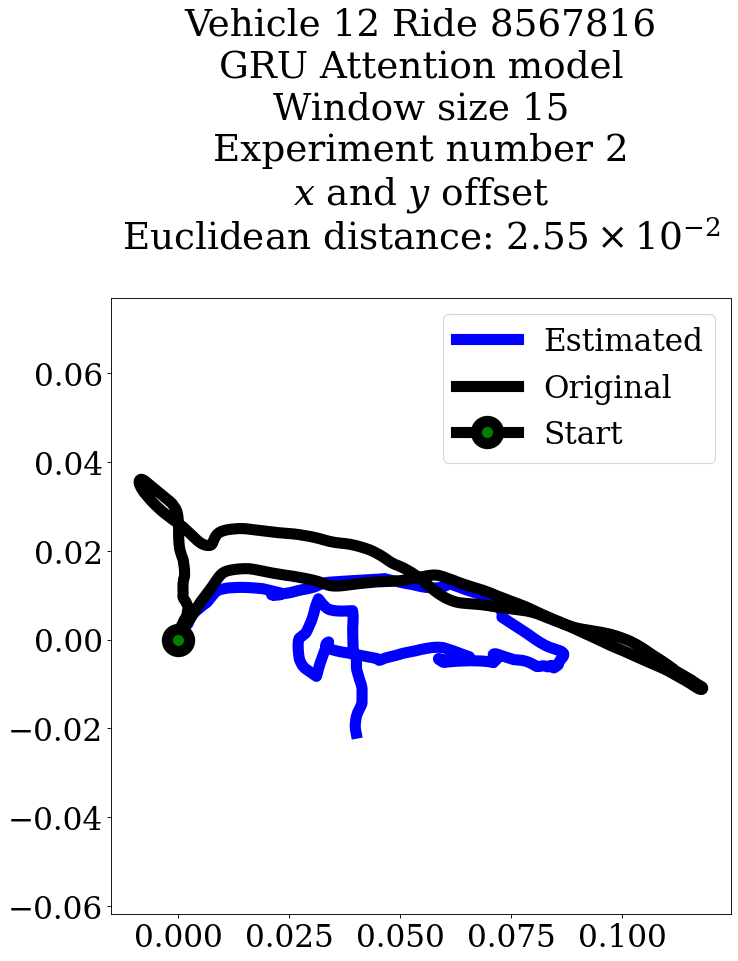 Vehicle 12 Ride 8567816
GRU Attention model
Window size 15
Experiment number 2
x and y offset
Euclidean distance: 2.55 × 10⁻²
Estimated
Original
Start
0.06
0.04
0.02
0.00
−0.02
−0.04
−0.06
0.000 0.025 0.050 0.075 0.100